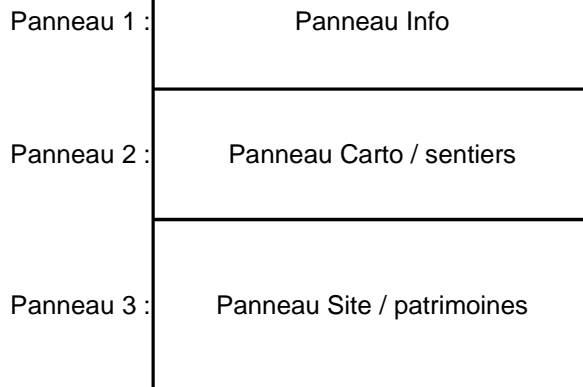 Panneau 1 : Panneau Info
Panneau 2 : Panneau Carto / sentiers
Panneau 3 : Panneau Site / patrimoines